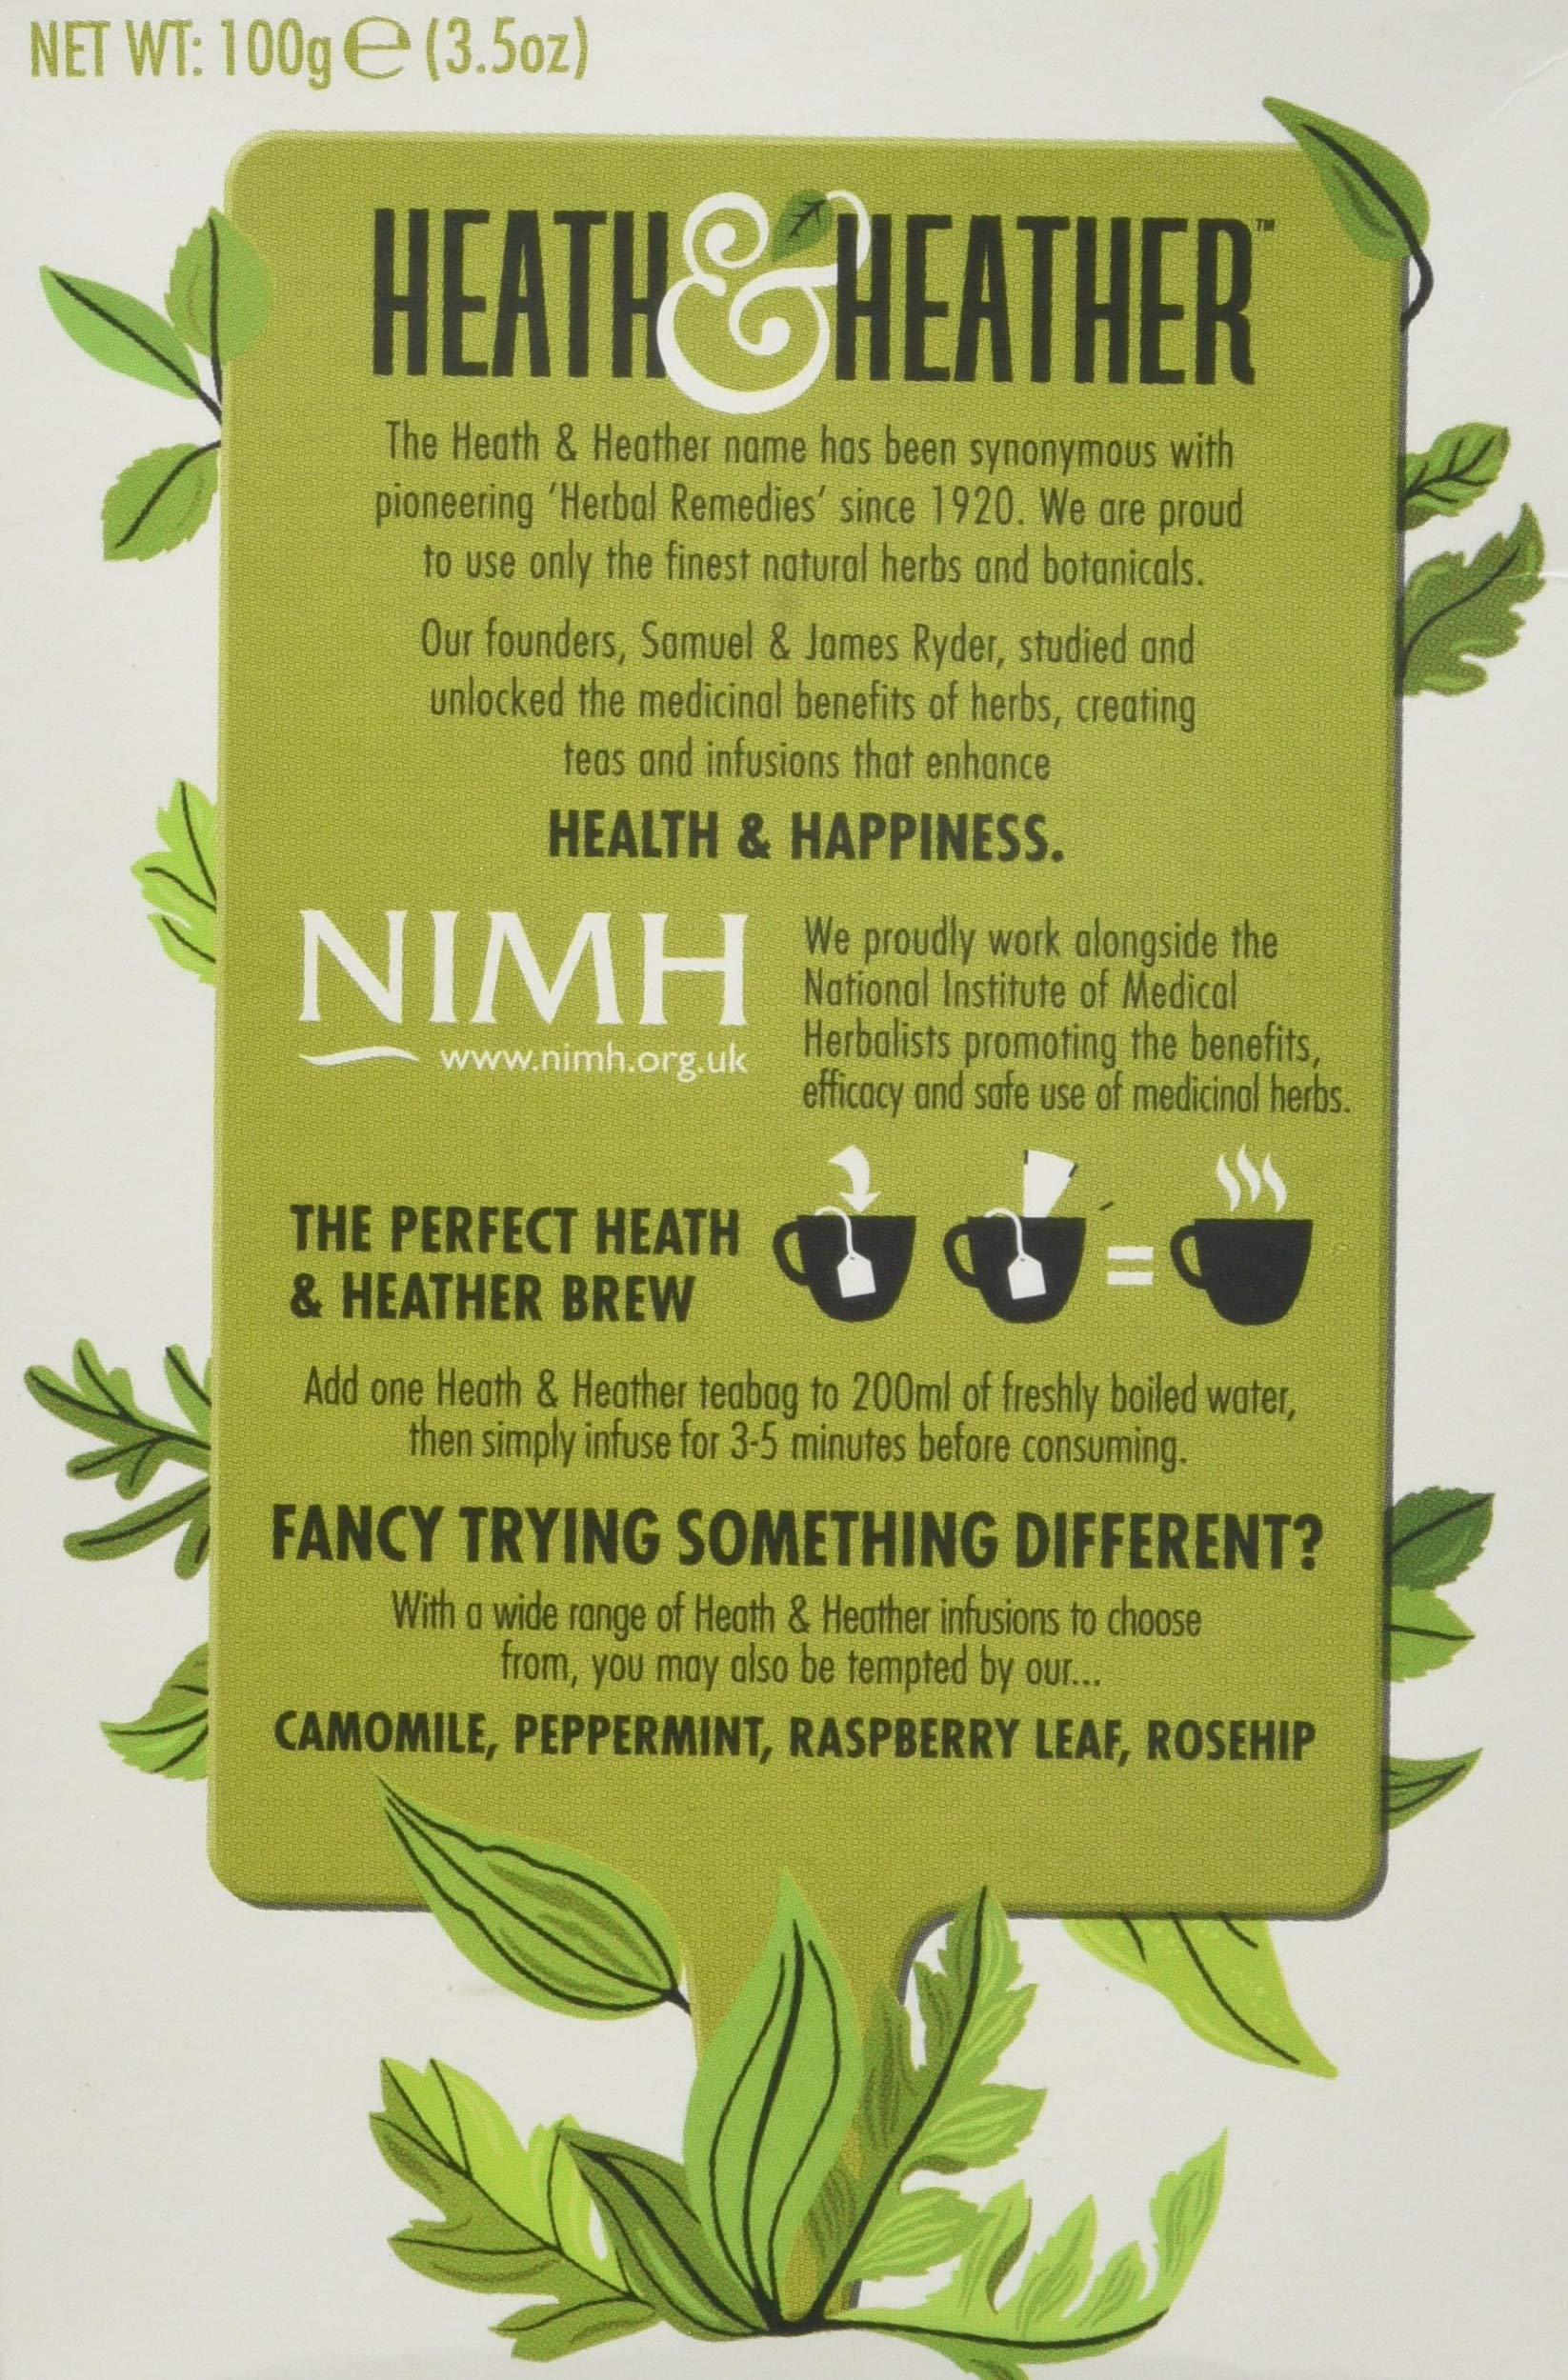 NET WT: 100g ℮ (3.5oz)
HEATH & HEATHER™
The Heath & Heather name has been synonymous with
pioneering 'Herbal Remedies' since 1920. We are proud
to use only the finest natural herbs and botanicals.
Our founders, Samuel & James Ryder, studied and
unlocked the medicinal benefits of herbs, creating
teas and infusions that enhance
HEALTH & HAPPINESS.
NIMH
www.nimh.org.uk
We proudly work alongside the
National Institute of Medical
Herbalists promoting the benefits,
efficacy and safe use of medicinal herbs.
THE PERFECT HEATH
& HEATHER BREW
=
Add one Heath & Heather teabag to 200ml of freshly boiled water,
then simply infuse for 3-5 minutes before consuming.
FANCY TRYING SOMETHING DIFFERENT?
With a wide range of Heath & Heather infusions to choose
from, you may also be tempted by our...
CAMOMILE, PEPPERMINT, RASPBERRY LEAF, ROSEHIP